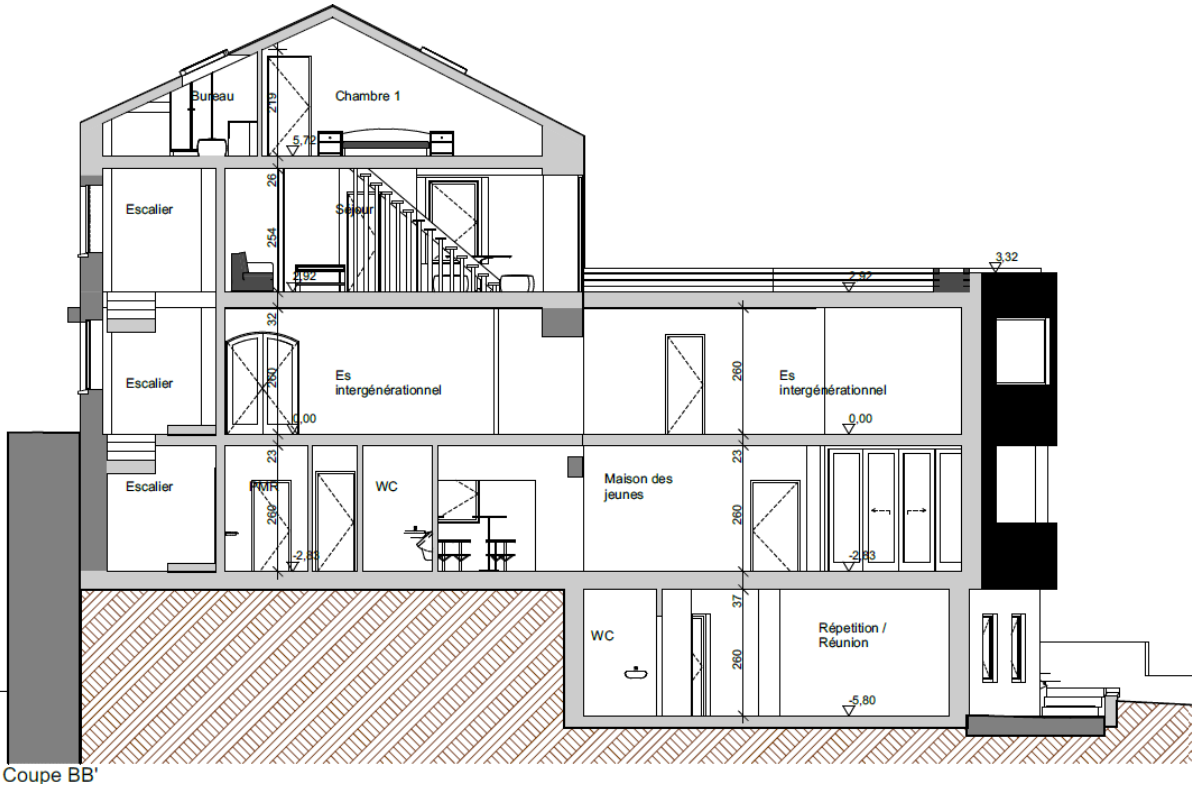 Bureau
Chambre 1
219
5,72
26
Escalier
Séjour
254
2,92
2,92
3,32
32
Escalier
Es
intergénérationnel
260
260
Es
intergénérationnel
0,00
0,00
23
23
Escalier
PMR
WC
Maison des
jeunes
260
260
-2,83
-2,83
37
WC
Répetition /
Réunion
260
-5,80
Coupe BB'